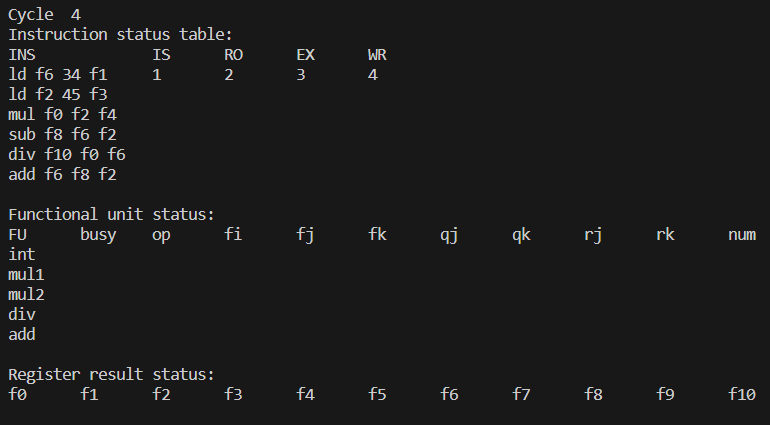 Cycle 4
Instruction status table:
INS IS RO EX WR
ld f6 34 f1 1 2 3 4
ld f2 45 f3
mul f0 f2 f4
sub f8 f6 f2
div f10 f0 f6
add f6 f8 f2
Functional unit status:
FU busy op fi fj fk qj qk rj rk num
int
mul1
mul2
div
add
Register result status:
f0 f1 f2 f3 f4 f5 f6 f7 f8 f9 f10